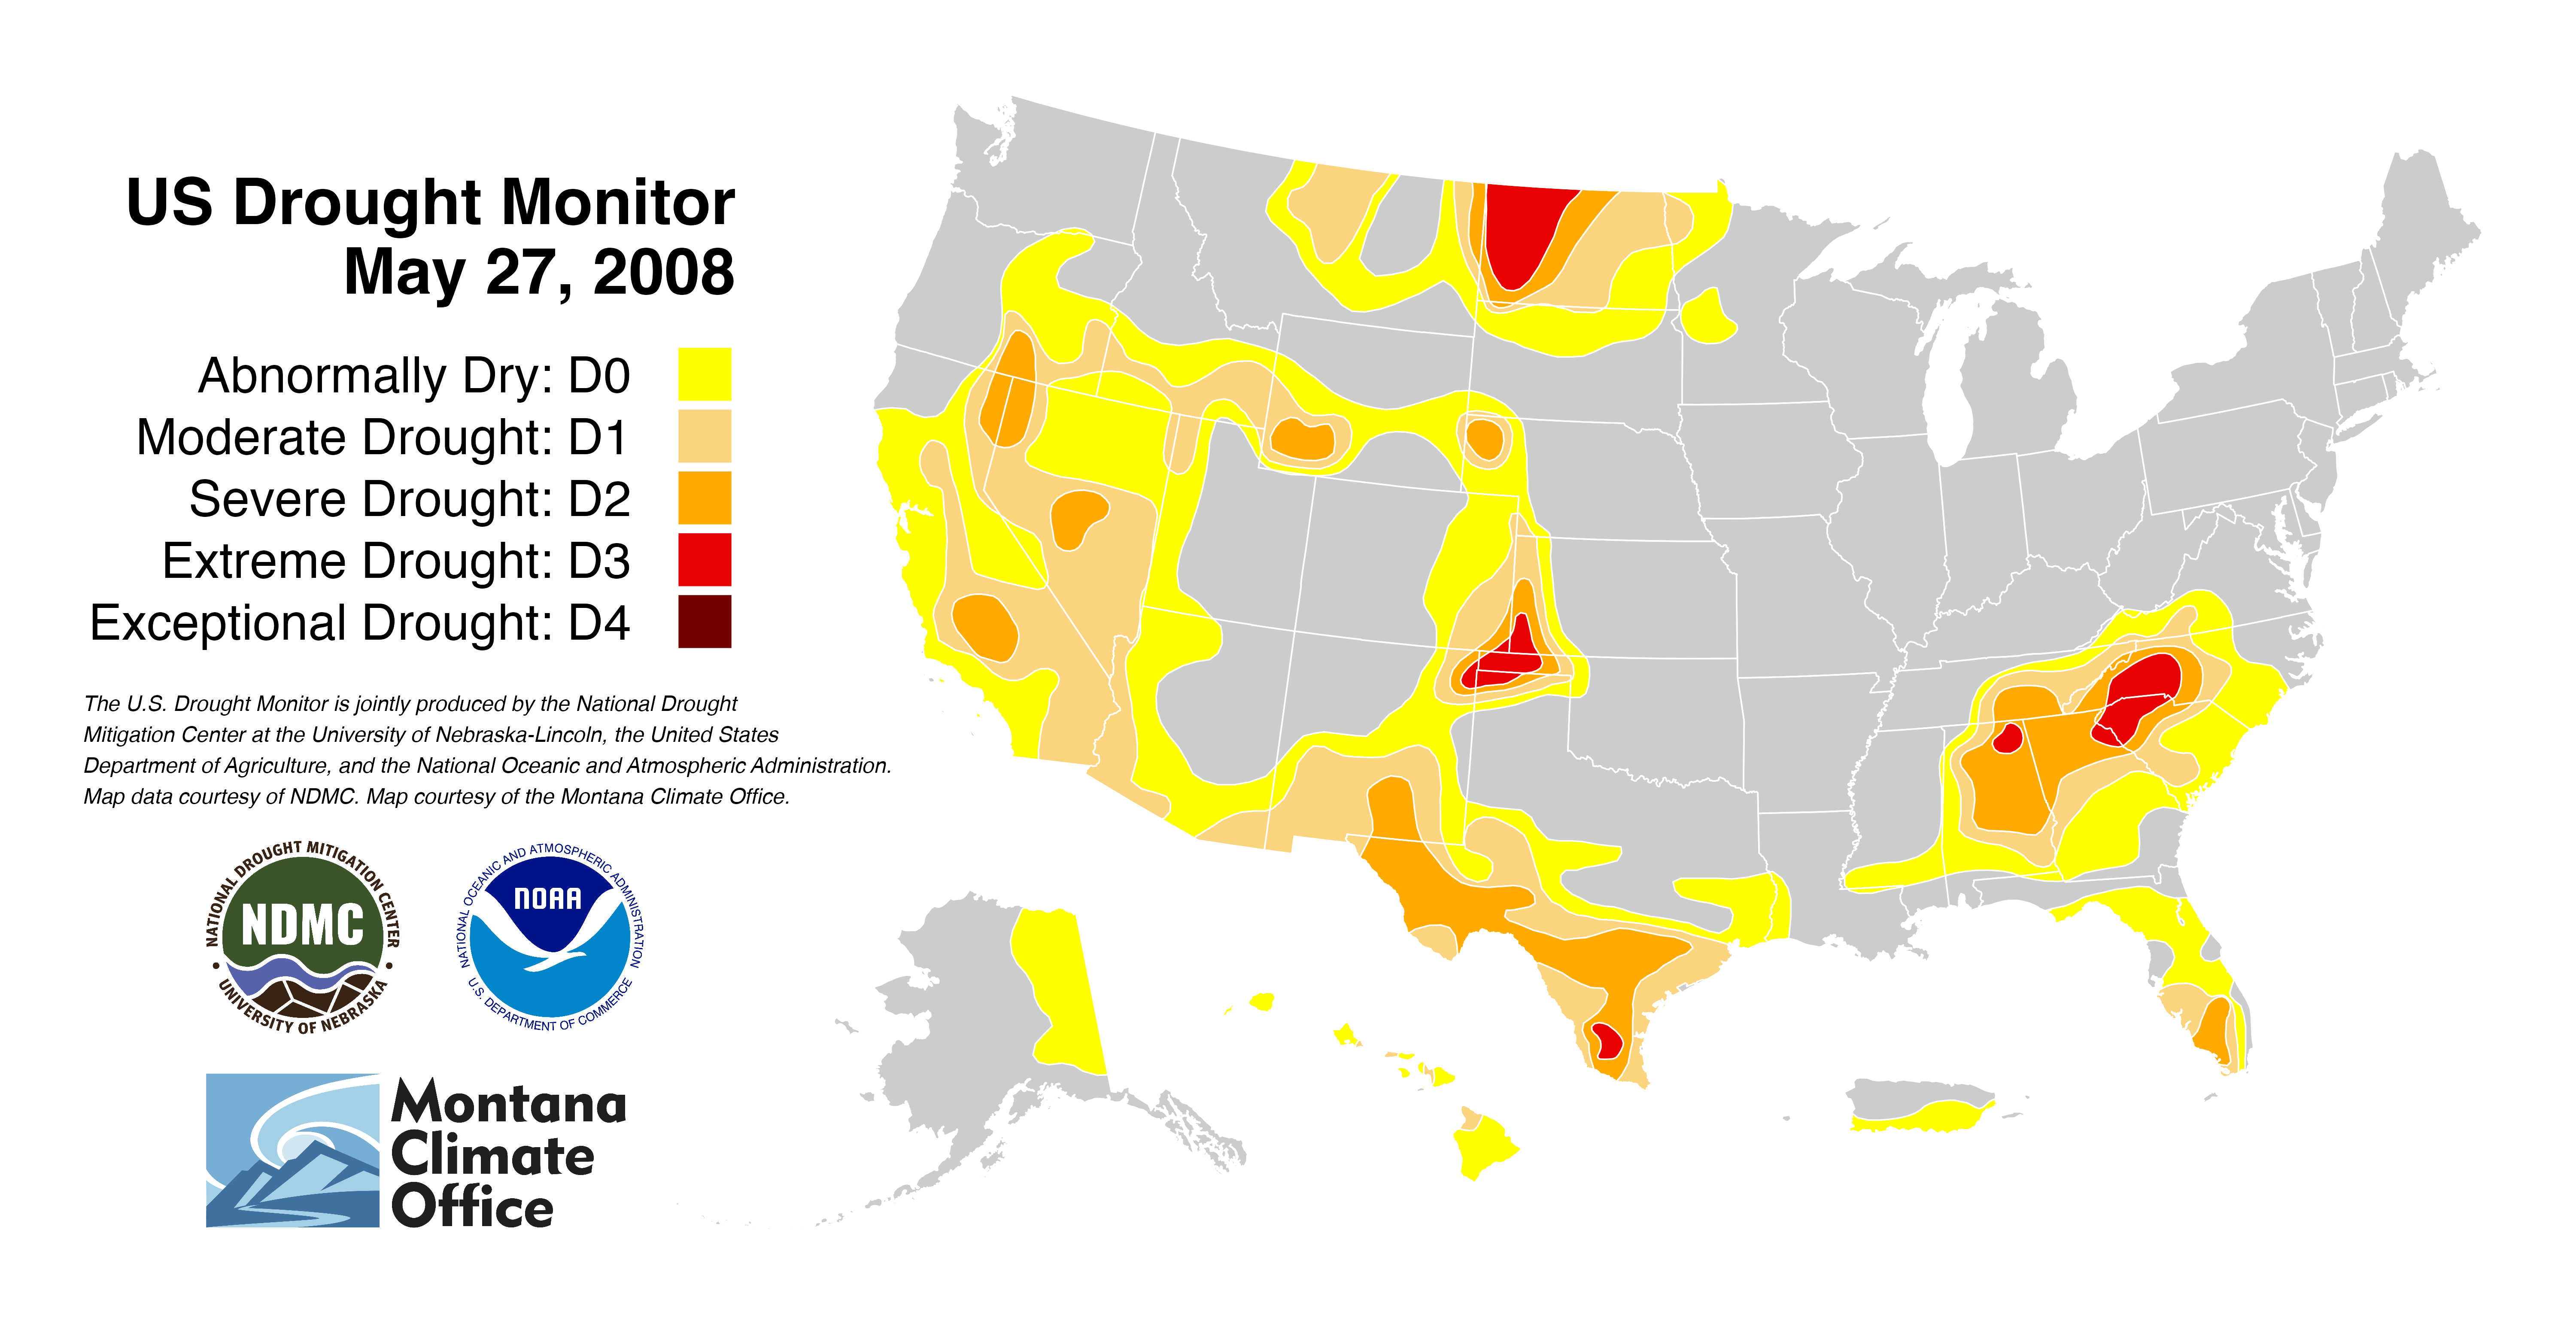 US Drought Monitor
May 27, 2008
Abnormally Dry: D0
Moderate Drought: D1
Severe Drought: D2
Extreme Drought: D3
Exceptional Drought: D4
The U.S. Drought Monitor is jointly produced by the National Drought
Mitigation Center at the University of Nebraska-Lincoln, the United States
Department of Agriculture, and the National Oceanic and Atmospheric Administration.
Map data courtesy of NDMC. Map courtesy of the Montana Climate Office.
NATIONAL DROUGHT MITIGATION CENTER
NDMC
UNIVERSITY OF NEBRASKA
NATIONAL OCEANIC AND ATMOSPHERIC ADMINISTRATION
NOAA
U.S. DEPARTMENT OF COMMERCE
Montana
Climate
Office